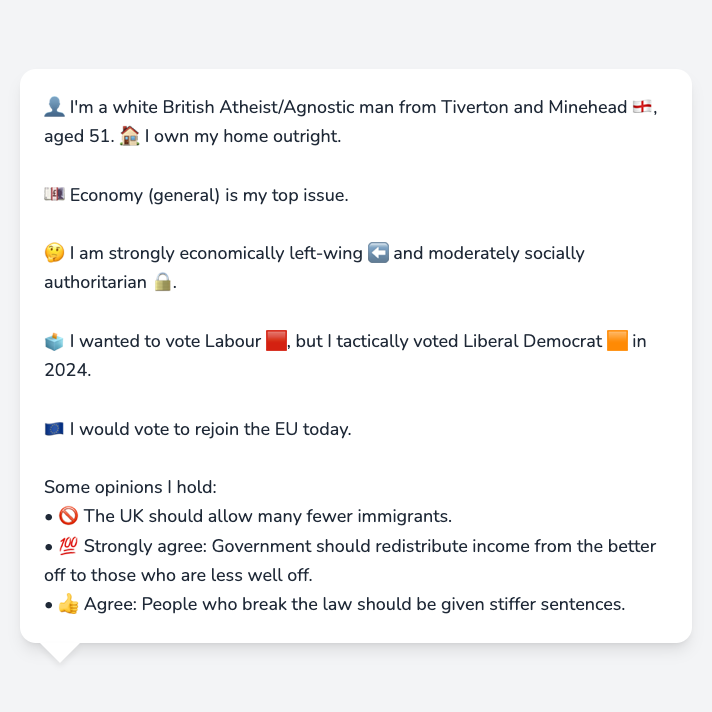 👤 I'm a white British Atheist/Agnostic man from Tiverton and Minehead 🏴󠁧󠁢󠁥󠁮󠁧󠁿,
aged 51. 🏠 I own my home outright.
💷 Economy (general) is my top issue.
🤔 I am strongly economically left-wing ⬅️ and moderately socially
authoritarian 🔒.
🗳️ I wanted to vote Labour 🟥, but I tactically voted Liberal Democrat 🟧 in
2024.
🇪🇺 I would vote to rejoin the EU today.
Some opinions I hold:
• 🚫 The UK should allow many fewer immigrants.
• 💯 Strongly agree: Government should redistribute income from the better
off to those who are less well off.
• 👍 Agree: People who break the law should be given stiffer sentences.